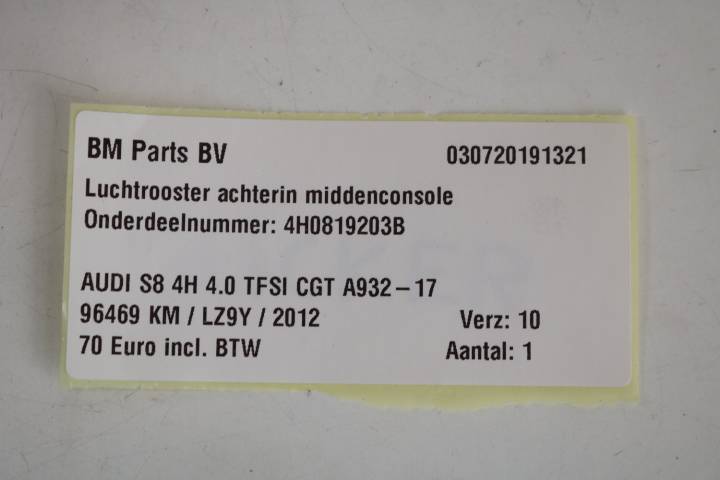 BM Parts BV 030720191321
Luchtrooster achterin middenconsole
Onderdeelnummer: 4H0819203B
AUDI S8 4H 4.0 TFSI CGT A932-17
96469 KM / LZ9Y / 2012 Verz: 10
70 Euro incl. BTW Aantal: 1